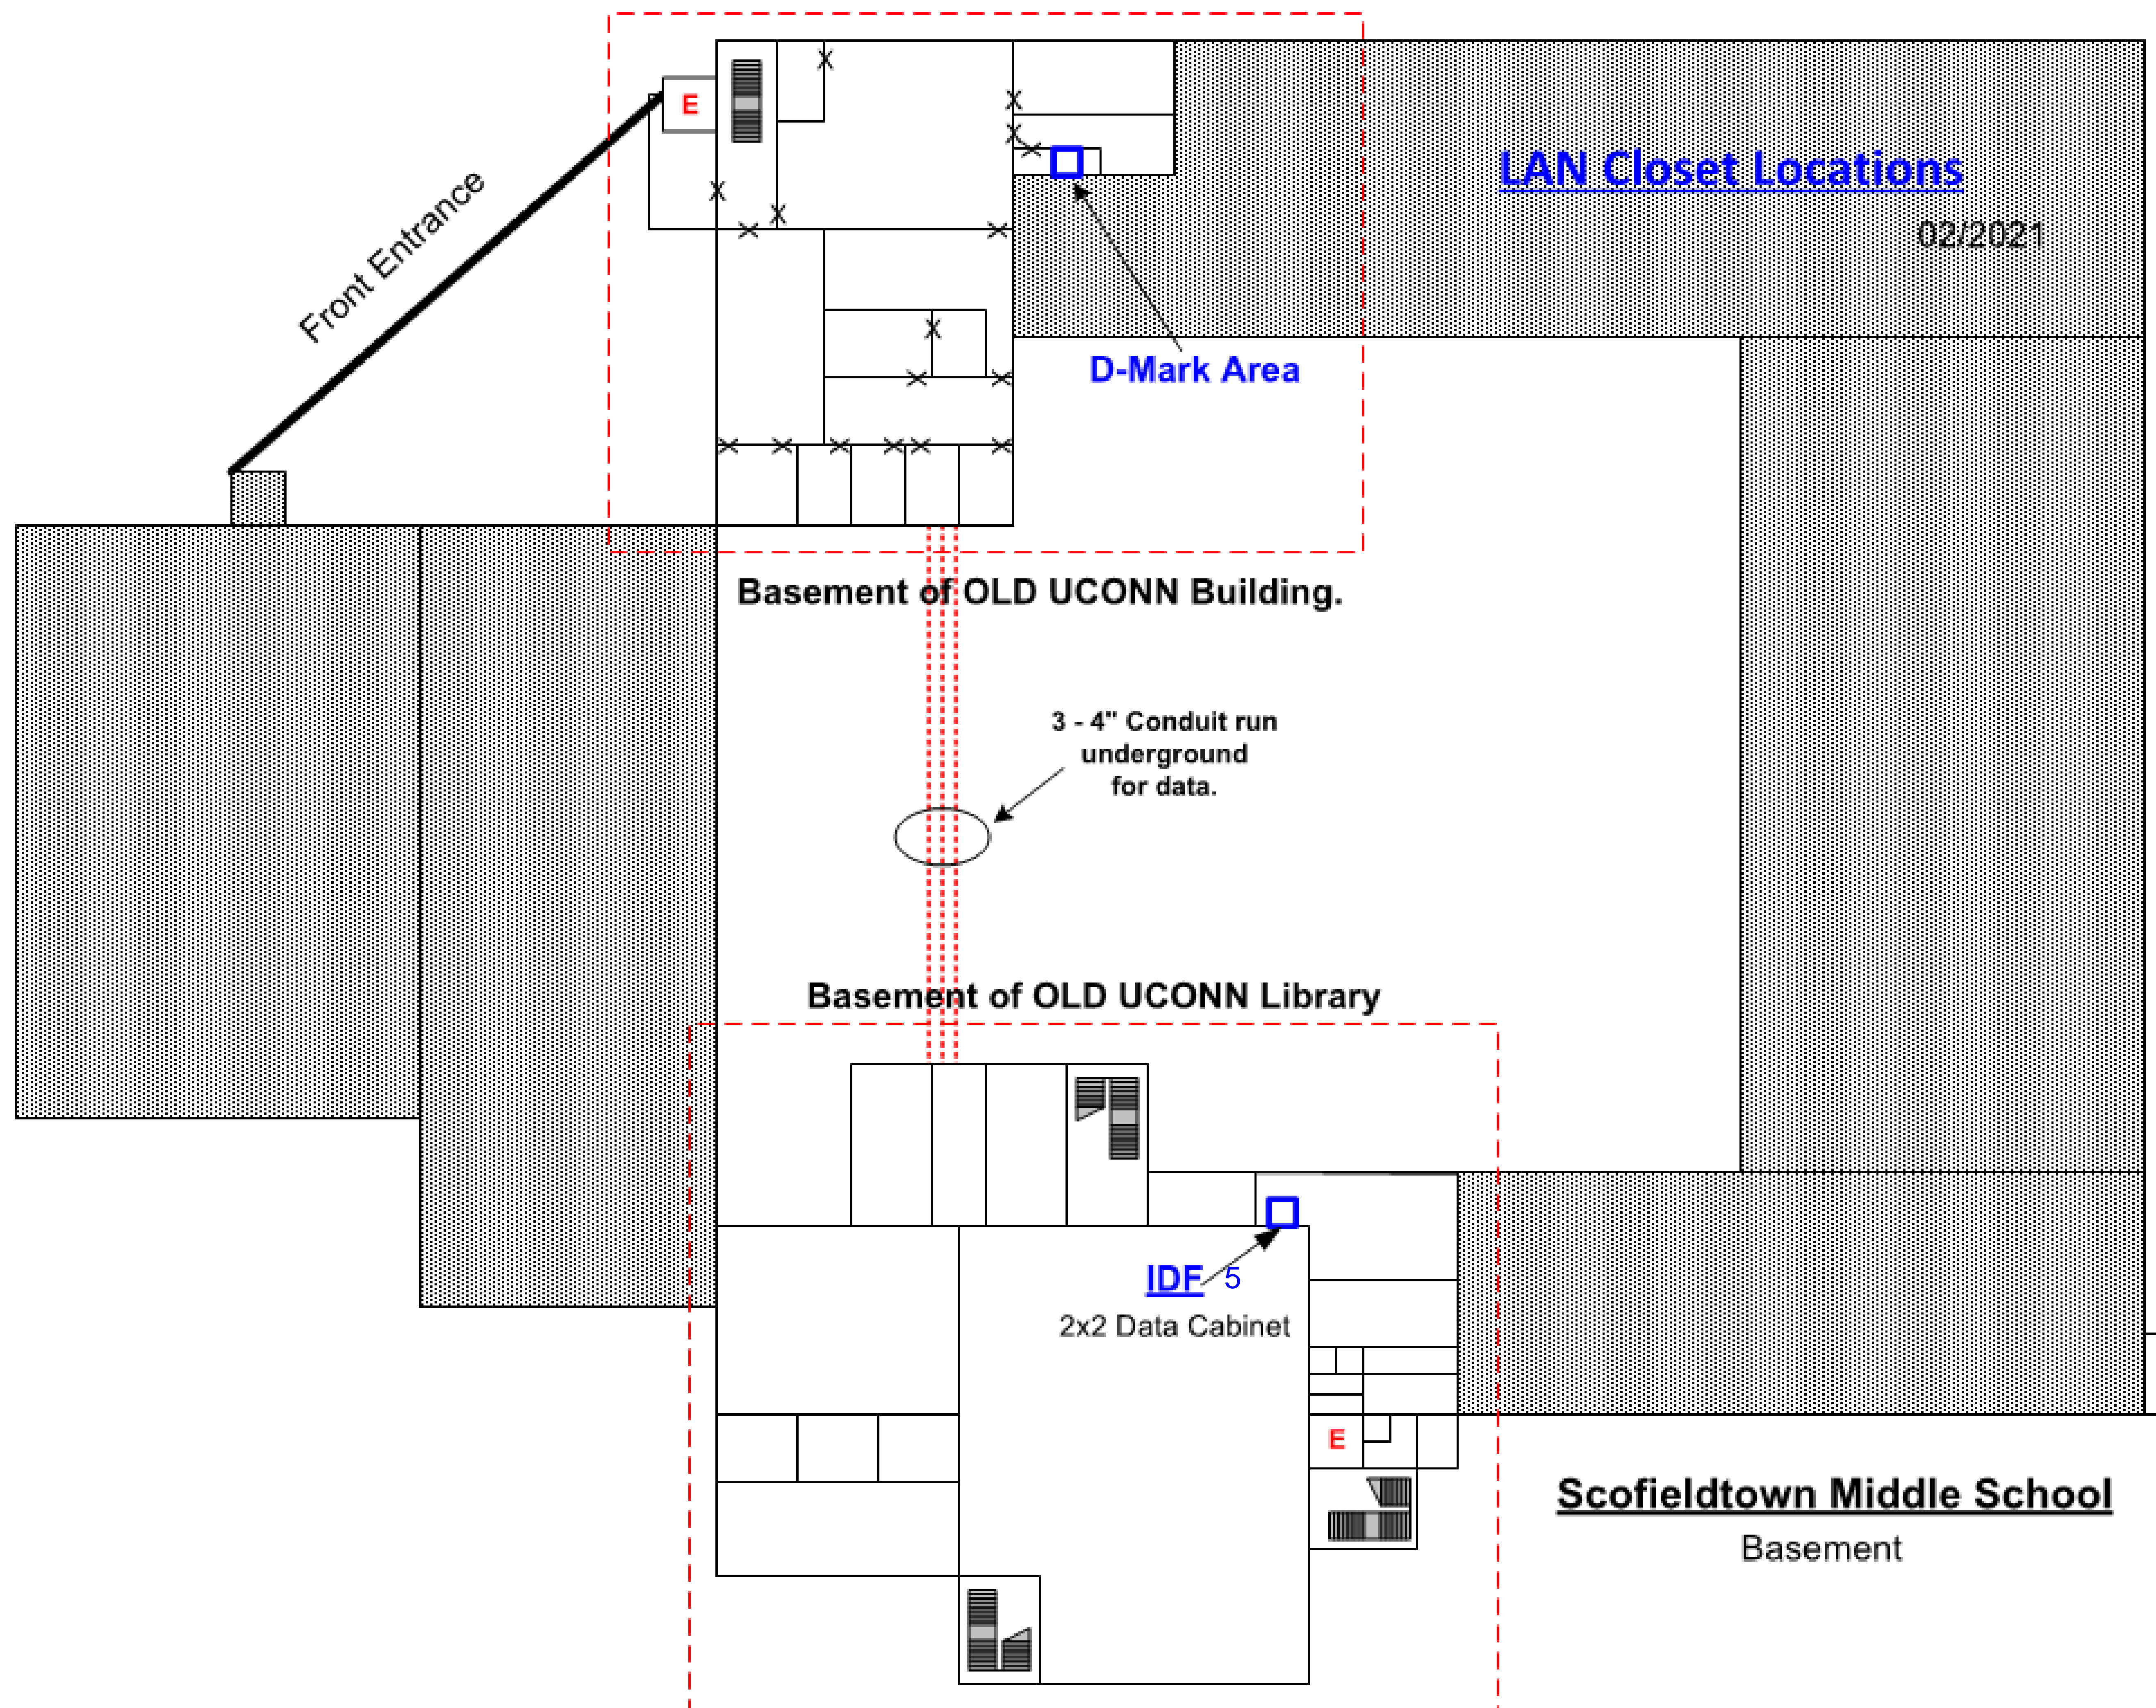 E
LAN Closet Locations
02/2021
Front Entrance
D-Mark Area
Basement of OLD UCONN Building.
3 - 4" Conduit run
underground
for data.
Basement of OLD UCONN Library
IDF 5
2x2 Data Cabinet
E
Scofieldtown Middle School
Basement